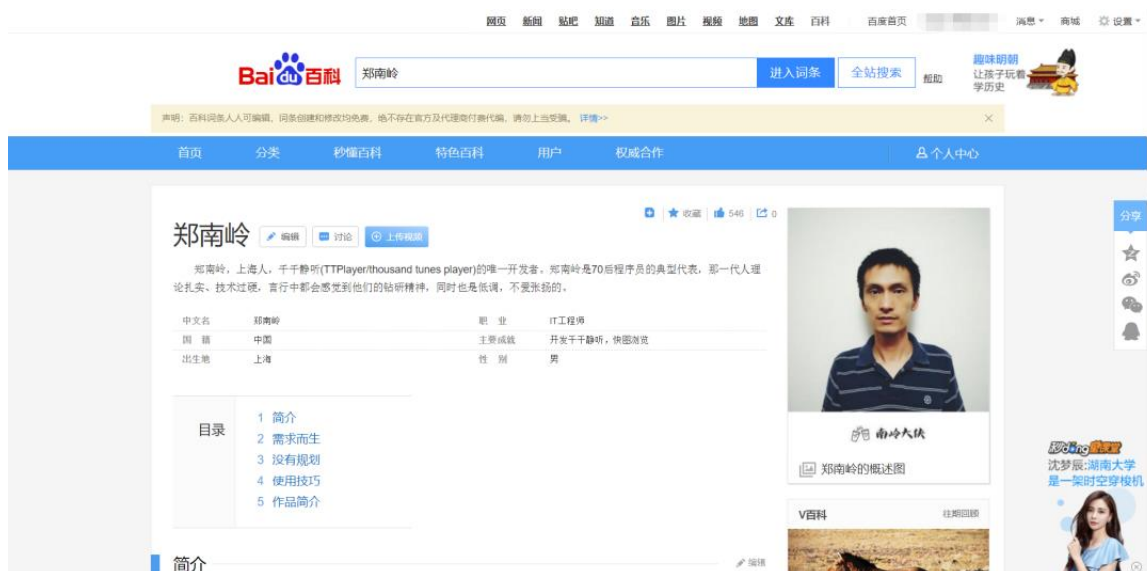 网页 新闻 贴吧 知道 音乐 图片 视频 地图 文库 百科 百度首页 消息 商城 设置
Baidu百科 郑南岭 进入词条 全站搜索 帮助
趣味明朝
让孩子玩着
学历史
声明：百科词条人人可编辑，词条创建和修改均免费，绝不存在官方及代理商付费代编，请勿上当受骗。 详情>>
首页 分类 秒懂百科 特色百科 用户 权威合作 个人中心
收藏 546 0
分享
郑南岭 编辑 讨论 上传视频
郑南岭，上海人，千千静听(TTPlayer/thousand tunes player)的唯一开发者。郑南岭是70后程序员的典型代表，那一代人理
论扎实、技术过硬，言行中都会感觉到他们的钻研精神，同时也是低调，不爱张扬的。
中文名 郑南岭 职 业 IT工程师
国 籍 中国 主要成就 开发千千静听，快图浏览
出生地 上海 性 别 男
目录
1 简介
2 需求而生
3 没有规划
4 使用技巧
5 作品简介
南岭大侠
郑南岭的概述图
V百科 往期回顾
沈梦辰:湖南大学
是一架时空穿梭机
简介 编辑